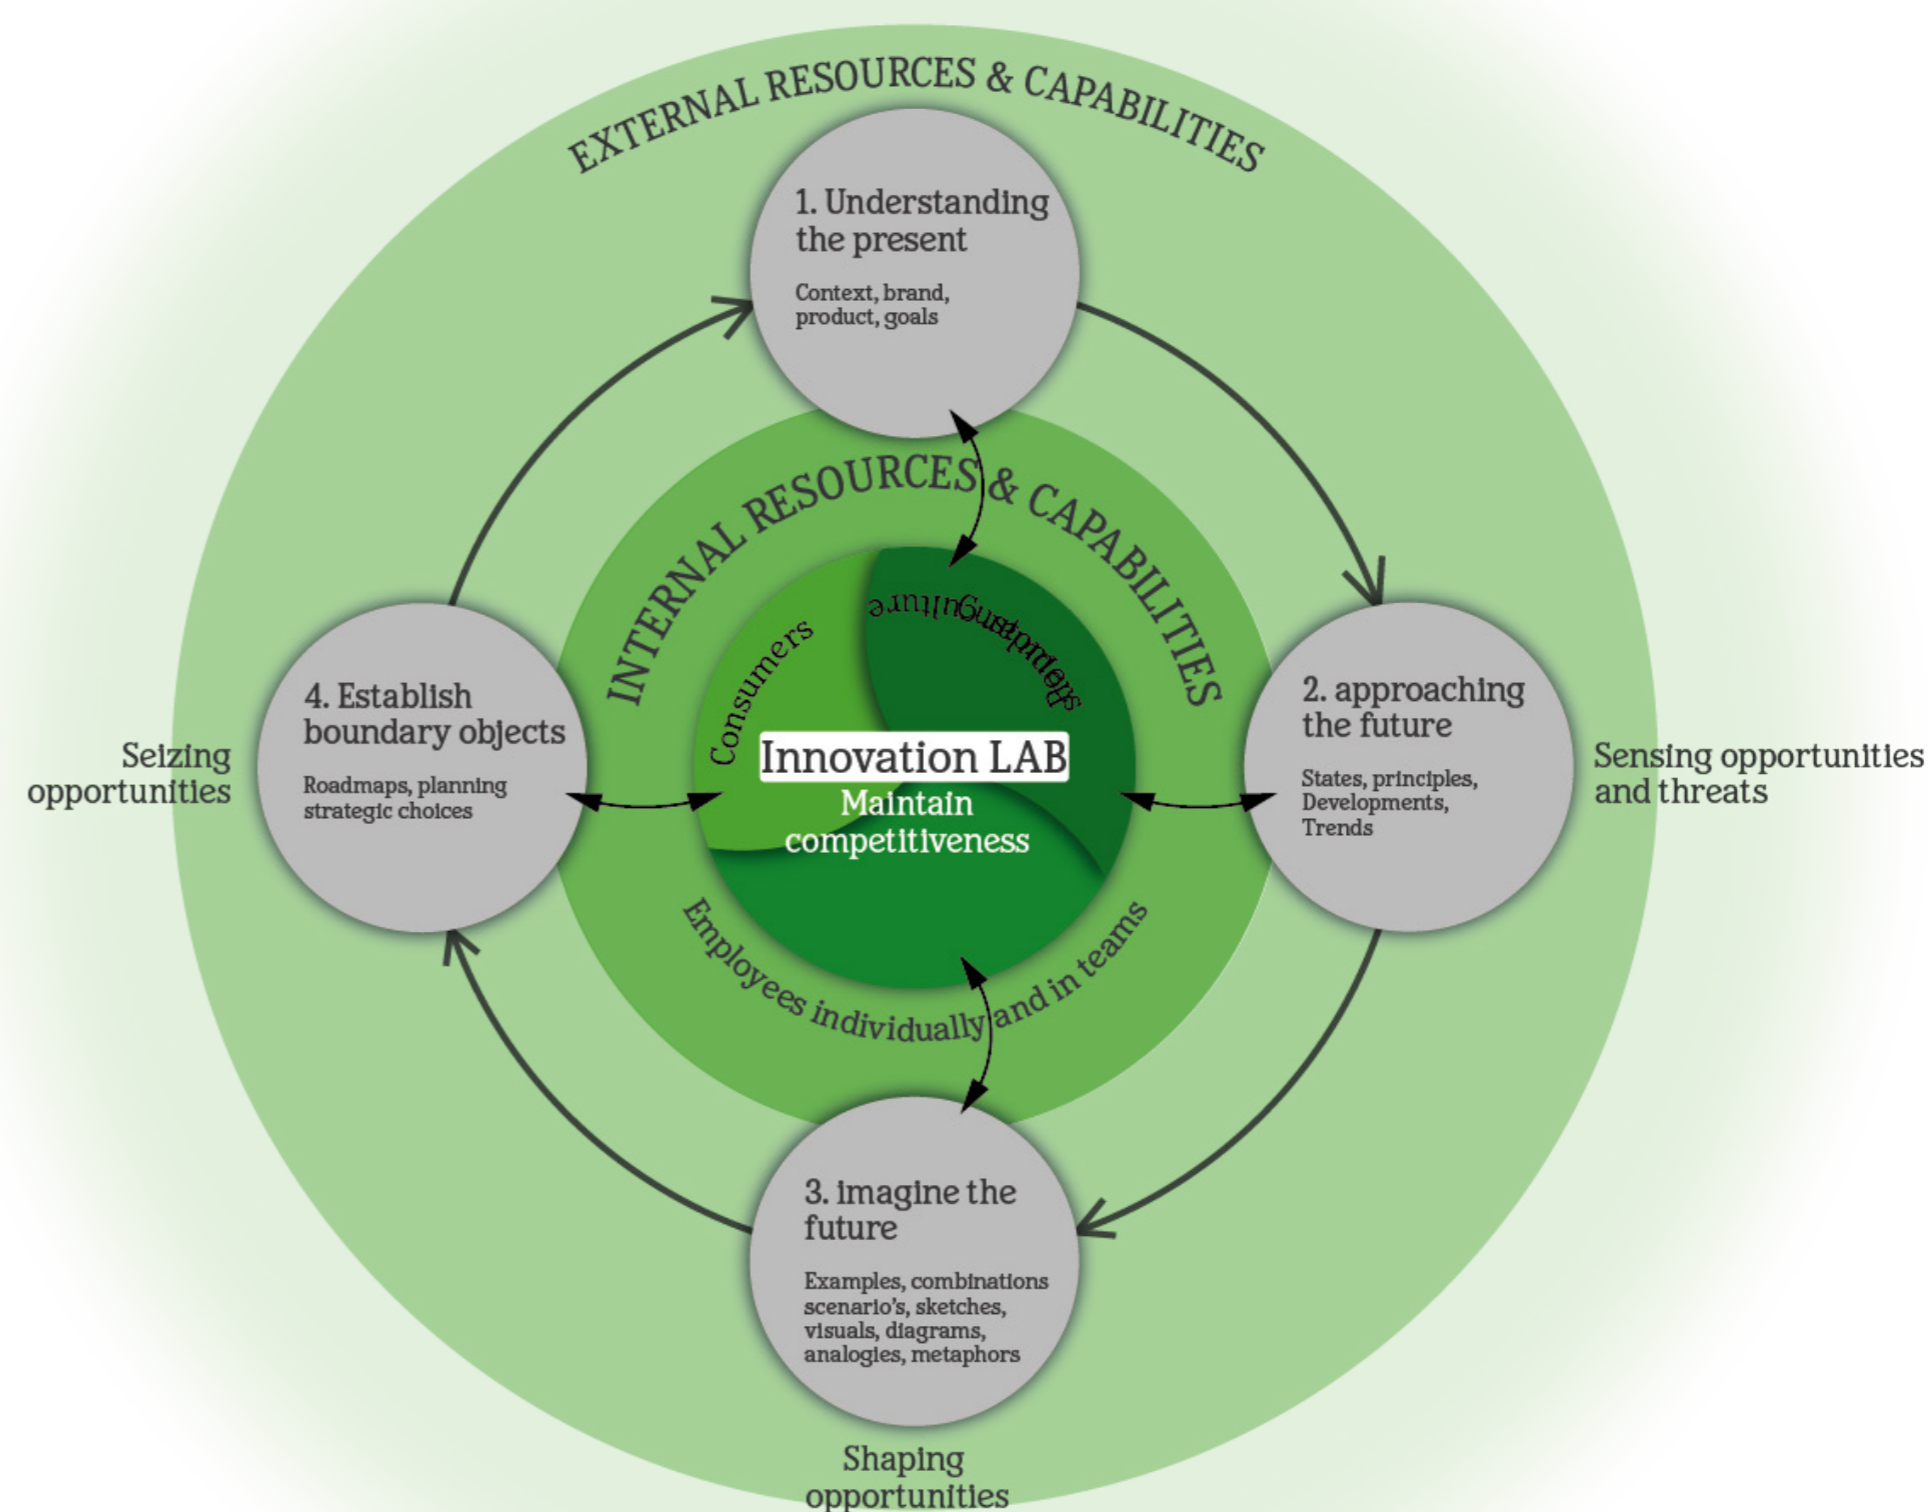 EXTERNAL RESOURCES & CAPABILITIES
1. Understanding
the present
Context, brand,
product, goals
INTERNAL RESOURCES & CAPABILITIES
Consumers
Innovation LAB
Maintain
competitiveness
Employees individually and in teams
2. approaching
the future
States, principles,
Developments,
Trends
Sensing opportunities
and threats
3. imagine the
future
Examples, combinations
scenario's, sketches,
visuals, diagrams,
analogies, metaphors
Shaping
opportunities
4. Establish
boundary objects
Roadmaps, planning
strategic choices
Seizing
opportunities